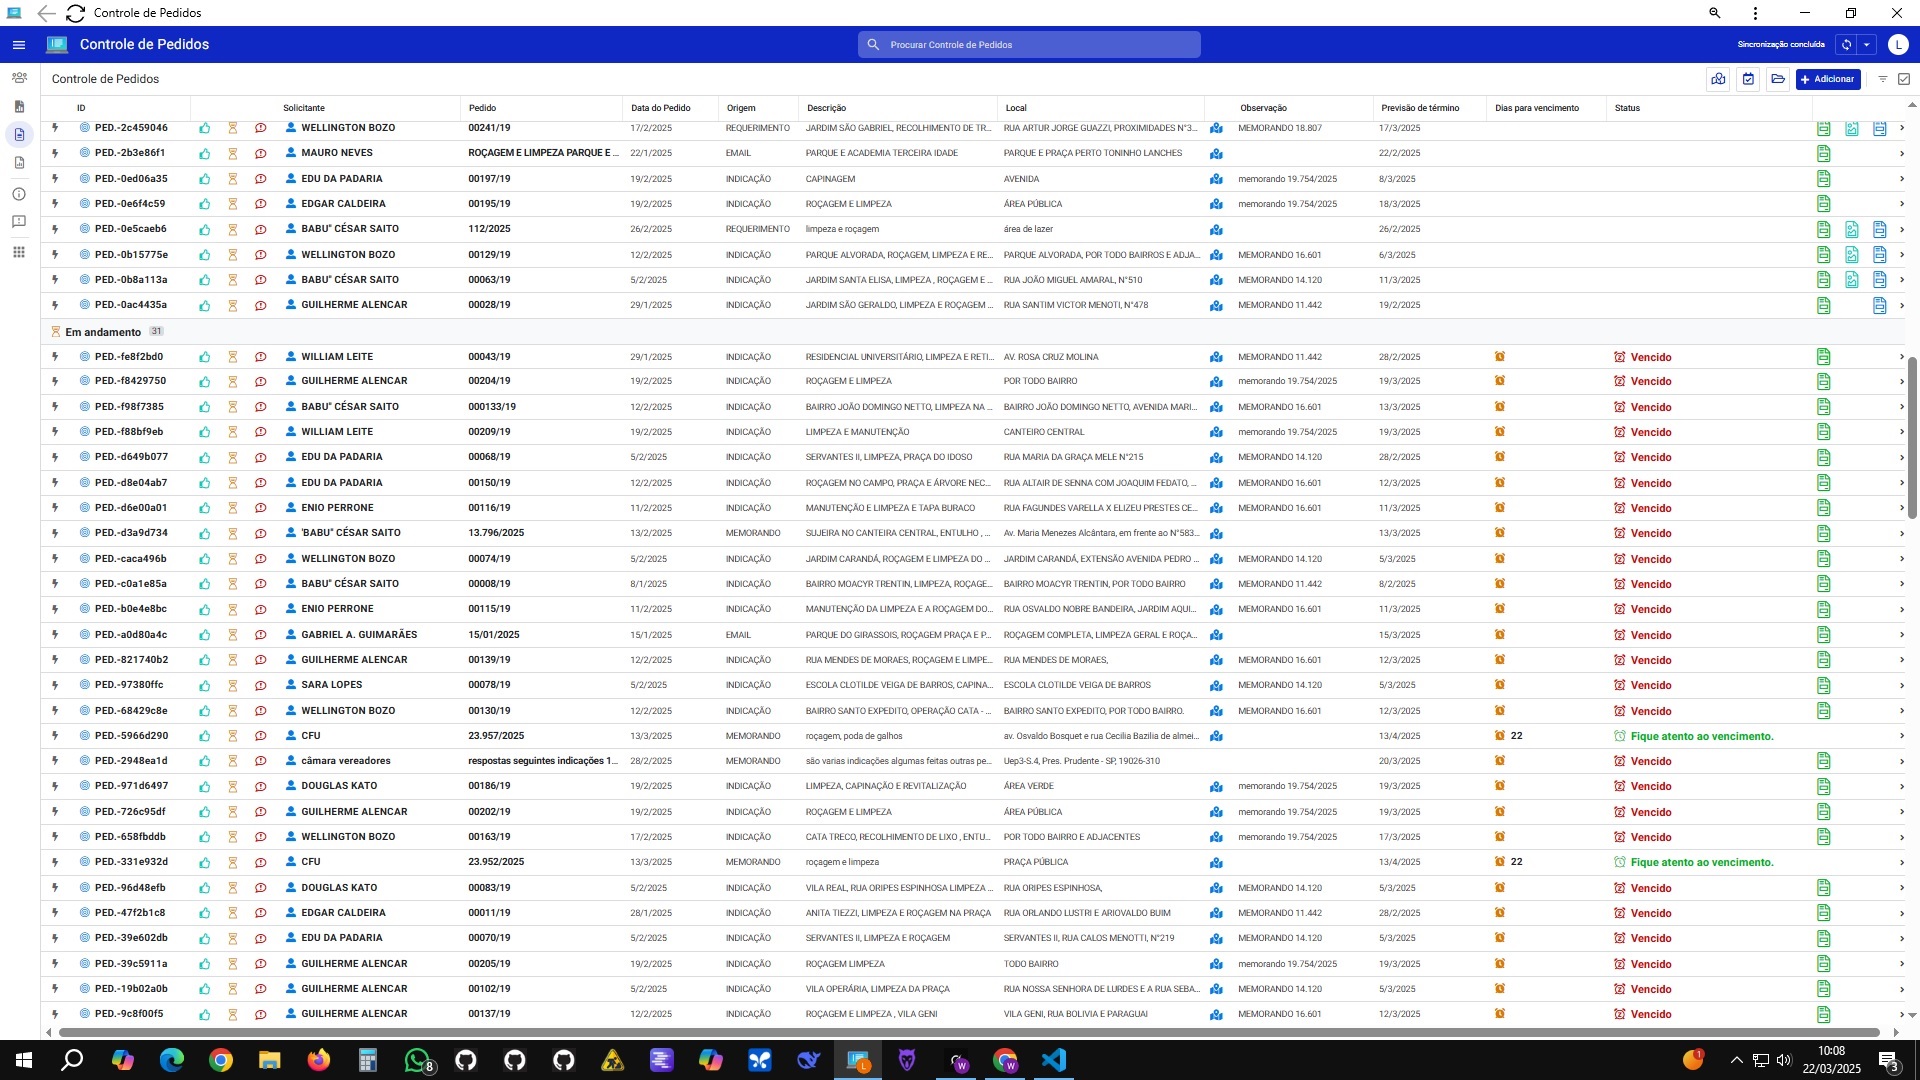 Controle de Pedidos
Controle de Pedidos
Procurar Controle de Pedidos
Sincronização concluída
L
Controle de Pedidos
Adicionar
ID Solicitante Pedido Data do Pedido Origem Descrição Local Observação Previsão de término Dias para vencimento Status
PED.-2c459046 WELLINGTON BOZO 00241/19 17/2/2025 REQUERIMENTO JARDIM SÃO GABRIEL, RECOLHIMENTO DE TR... RUA ARTUR JORGE GUAZZI, PROXIMIDADES N°3... MEMORANDO 18.807 17/3/2025
PED.-2b3e86f1 MAURO NEVES ROÇAGEM E LIMPEZA PARQUE E ... 22/1/2025 EMAIL PARQUE E ACADEMIA TERCEIRA IDADE PARQUE E PRAÇA PERTO TONINHO LANCHES 22/2/2025
PED.-0ed06a35 EDU DA PADARIA 00197/19 19/2/2025 INDICAÇÃO CAPINAGEM AVENIDA memorando 19.754/2025 8/3/2025
PED.-0e6f4c59 EDGAR CALDEIRA 00195/19 19/2/2025 INDICAÇÃO ROÇAGEM E LIMPEZA ÁREA PÚBLICA memorando 19.754/2025 18/3/2025
PED.-0e5caeb6 BABU" CÉSAR SAITO 112/2025 26/2/2025 REQUERIMENTO limpeza e roçagem área de lazer 26/2/2025
PED.-0b15775e WELLINGTON BOZO 00129/19 12/2/2025 INDICAÇÃO PARQUE ALVORADA, ROÇAGEM, LIMPEZA E RE... PARQUE ALVORADA, POR TODO BAIRROS E ADJA... MEMORANDO 16.601 6/3/2025
PED.-0b8a113a BABU" CÉSAR SAITO 00063/19 5/2/2025 INDICAÇÃO JARDIM SANTA ELISA, LIMPEZA , ROÇAGEM E ... RUA JOÃO MIGUEL AMARAL, N°510 MEMORANDO 14.120 11/3/2025
PED.-0ac4435a GUILHERME ALENCAR 00028/19 29/1/2025 INDICAÇÃO JARDIM SÃO GERALDO, LIMPEZA E ROÇAGEM ... RUA SANTIM VICTOR MENOTI, N°478 MEMORANDO 11.442 19/2/2025
Em andamento 31
PED.-fe8f2bd0 WILLIAM LEITE 00043/19 29/1/2025 INDICAÇÃO RESIDENCIAL UNIVERSITÁRIO, LIMPEZA E RETI... AV. ROSA CRUZ MOLINA MEMORANDO 11.442 28/2/2025 Vencido
PED.-f8429750 GUILHERME ALENCAR 00204/19 19/2/2025 INDICAÇÃO ROÇAGEM E LIMPEZA POR TODO BAIRRO memorando 19.754/2025 19/3/2025 Vencido
PED.-f98f7385 BABU" CÉSAR SAITO 000133/19 12/2/2025 INDICAÇÃO BAIRRO JOÃO DOMINGO NETTO, LIMPEZA NA ... BAIRRO JOÃO DOMINGO NETTO, AVENIDA MARI... MEMORANDO 16.601 13/3/2025 Vencido
PED.-f88bf9eb WILLIAM LEITE 00209/19 19/2/2025 INDICAÇÃO LIMPEZA E MANUTENÇÃO CANTEIRO CENTRAL memorando 19.754/2025 19/3/2025 Vencido
PED.-d649b077 EDU DA PADARIA 00068/19 5/2/2025 INDICAÇÃO SERVANTES II, LIMPEZA, PRAÇA DO IDOSO RUA MARIA DA GRAÇA MELE N°215 MEMORANDO 14.120 28/2/2025 Vencido
PED.-d8e04ab7 EDU DA PADARIA 00150/19 12/2/2025 INDICAÇÃO ROÇAGEM NO CAMPO, PRAÇA E ÁRVORE NEC... RUA ALTAIR DE SENNA COM JOAQUIM FEDATO, ... MEMORANDO 16.601 12/3/2025 Vencido
PED.-d6e00a01 ENIO PERRONE 00116/19 11/2/2025 INDICAÇÃO MANUTENÇÃO E LIMPEZA E TAPA BURACO RUA FAGUNDES VARELLA X ELIZEU PRESTES CE... MEMORANDO 16.601 11/3/2025 Vencido
PED.-d3a9d734 'BABU" CÉSAR SAITO 13.796/2025 13/2/2025 MEMORANDO SUJEIRA NO CANTEIRA CENTRAL, ENTULHO , ... Av. Maria Menezes Alcântara, em frente ao N°583... 13/3/2025 Vencido
PED.-caca496b WELLINGTON BOZO 00074/19 5/2/2025 INDICAÇÃO JARDIM CARANDÁ, ROÇAGEM E LIMPEZA DO ... JARDIM CARANDÁ, EXTENSÃO AVENIDA PEDRO ... MEMORANDO 14.120 5/3/2025 Vencido
PED.-c0a1e85a BABU" CÉSAR SAITO 00008/19 8/1/2025 INDICAÇÃO BAIRRO MOACYR TRENTIN, LIMPEZA, ROÇAGE... BAIRRO MOACYR TRENTIN, POR TODO BAIRRO MEMORANDO 11.442 8/2/2025 Vencido
PED.-b0e4e8bc ENIO PERRONE 00115/19 11/2/2025 INDICAÇÃO MANUTENÇÃO DA LIMPEZA E A ROÇAGEM DO... RUA OSVALDO NOBRE BANDEIRA, JARDIM AQUI... MEMORANDO 16.601 11/3/2025 Vencido
PED.-a0d80a4c GABRIEL A. GUIMARÃES 15/01/2025 15/1/2025 EMAIL PARQUE DO GIRASSOIS, ROÇAGEM PRAÇA E P... ROÇAGEM COMPLETA, LIMPEZA GERAL E ROÇA... 15/3/2025 Vencido
PED.-821740b2 GUILHERME ALENCAR 00139/19 12/2/2025 INDICAÇÃO RUA MENDES DE MORAES, ROÇAGEM E LIMPE... RUA MENDES DE MORAES, MEMORANDO 16.601 12/3/2025 Vencido
PED.-97380ffc SARA LOPES 00078/19 5/2/2025 INDICAÇÃO ESCOLA CLOTILDE VEIGA DE BARROS, CAPINA... ESCOLA CLOTILDE VEIGA DE BARROS MEMORANDO 14.120 5/3/2025 Vencido
PED.-68429c8e WELLINGTON BOZO 00130/19 12/2/2025 INDICAÇÃO BAIRRO SANTO EXPEDITO, OPERAÇÃO CATA - ... BAIRRO SANTO EXPEDITO, POR TODO BAIRRO. MEMORANDO 16.601 12/3/2025 Vencido
PED.-5966d290 CFU 23.957/2025 13/3/2025 MEMORANDO roçagem, poda de galhos av. Osvaldo Bosquet e rua Cecilia Bazilia de almei... 13/4/2025 22 Fique atento ao vencimento.
PED.-2948ea1d câmara vereadores respostas seguintes indicações 1... 28/2/2025 MEMORANDO são varias indicações algumas feitas outras pe... Uep3-S.4, Pres. Prudente - SP, 19026-310 20/3/2025 Vencido
PED.-971d6497 DOUGLAS KATO 00186/19 19/2/2025 INDICAÇÃO LIMPEZA, CAPINAÇÃO E REVITALIZAÇÃO ÁREA VERDE memorando 19.754/2025 19/3/2025 Vencido
PED.-726c95df GUILHERME ALENCAR 00202/19 19/2/2025 INDICAÇÃO ROÇAGEM E LIMPEZA ÁREA PÚBLICA memorando 19.754/2025 19/3/2025 Vencido
PED.-658fbddb WELLINGTON BOZO 00163/19 17/2/2025 INDICAÇÃO CATA TRECO, RECOLHIMENTO DE LIXO , ENTU... POR TODO BAIRRO E ADJACENTES memorando 19.754/2025 17/3/2025 Vencido
PED.-331e932d CFU 23.952/2025 13/3/2025 MEMORANDO roçagem e limpeza PRAÇA PÚBLICA 13/4/2025 22 Fique atento ao vencimento.
PED.-96d48efb DOUGLAS KATO 00083/19 5/2/2025 INDICAÇÃO VILA REAL, RUA ORIPES ESPINHOSA LIMPEZA ... RUA ORIPES ESPINHOSA, MEMORANDO 14.120 5/3/2025 Vencido
PED.-47f2b1c8 EDGAR CALDEIRA 00011/19 28/1/2025 INDICAÇÃO ANITA TIEZZI, LIMPEZA E ROÇAGEM NA PRAÇA RUA ORLANDO LUSTRI E ARIOVALDO BUIM MEMORANDO 11.442 28/2/2025 Vencido
PED.-39e602db EDU DA PADARIA 00070/19 5/2/2025 INDICAÇÃO SERVANTES II, LIMPEZA E ROÇAGEM SERVANTES II, RUA CALOS MENOTTI, N°219 MEMORANDO 14.120 5/3/2025 Vencido
PED.-39c5911a GUILHERME ALENCAR 00205/19 19/2/2025 INDICAÇÃO ROÇAGEM LIMPEZA TODO BAIRRO memorando 19.754/2025 19/3/2025 Vencido
PED.-19b02a0b GUILHERME ALENCAR 00102/19 5/2/2025 INDICAÇÃO VILA OPERÁRIA, LIMPEZA DA PRAÇA RUA NOSSA SENHORA DE LURDES E A RUA SEBA... MEMORANDO 14.120 5/3/2025 Vencido
PED.-9c8f00f5 GUILHERME ALENCAR 00137/19 12/2/2025 INDICAÇÃO ROÇAGEM E LIMPEZA , VILA GENI VILA GENI, RUA BOLIVIA E PARAGUAI MEMORANDO 16.601 12/3/2025 Vencido
8
L
W
W
1
10:08
22/03/2025
3